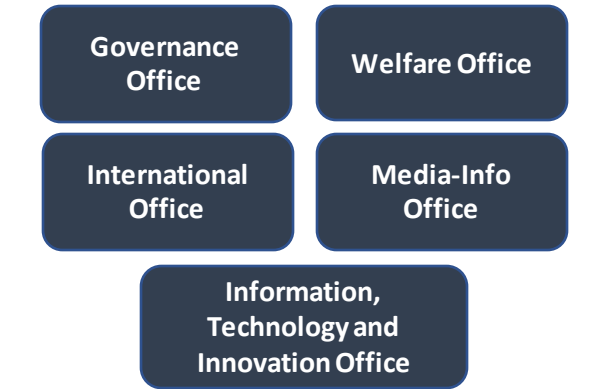 Governance
Office
Welfare Office
International
Office
Media-Info
Office
Information,
Technology and
Innovation Office